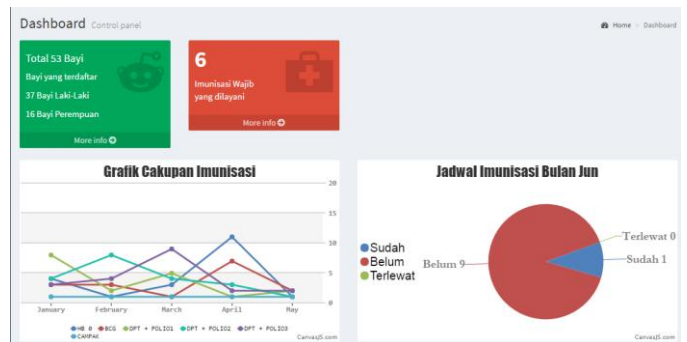 Dashboard Control panel
Home > Dashboard
Total 53 Bayi
Bayi yang terdaftar
37 Bayi Laki-Laki
16 Bayi Perempuan
More info
6
Imunisasi Wajib
yang dilayani
More info
Grafik Cakupan Imunisasi
20
15
10
5
0
January February March April May
HB 0 BCG DPT + POLIO1 DPT + POLIO2 DPT + POLIO3
CAMPAK
CanvasJS.com
Jadwal Imunisasi Bulan Jun
Sudah
Belum
Terlewat
Belum 9
Terlewat 0
Sudah 1
CanvasJS.com